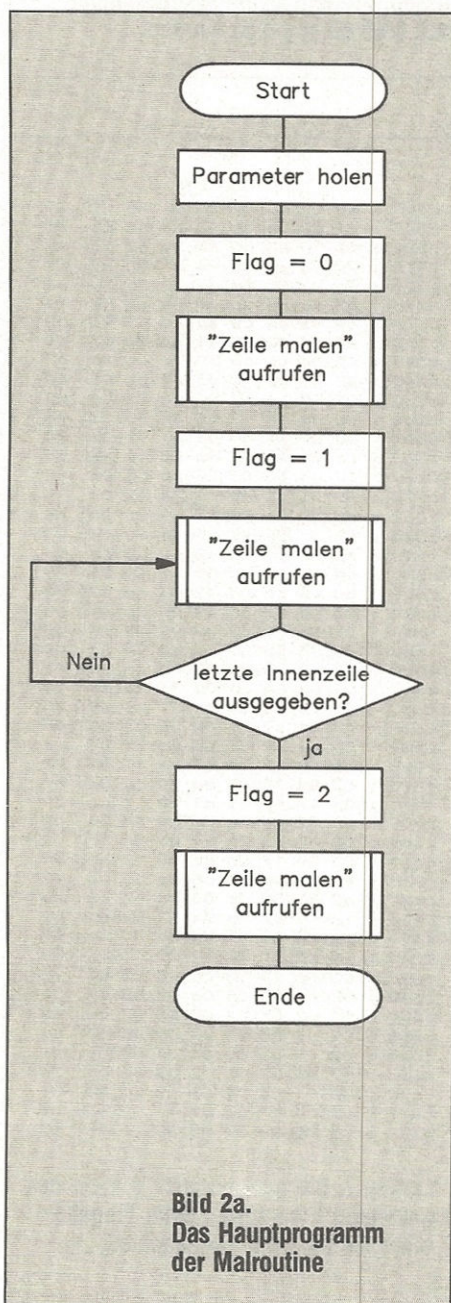 Start
Parameter holen
Flag = 0
"Zeile malen"
aufrufen
Flag = 1
"Zeile malen"
aufrufen
Nein
letzte Innenzeile
ausgegeben?
ja
Flag = 2
"Zeile malen"
aufrufen
Ende
Bild 2a.
Das Hauptprogramm
der Malroutine